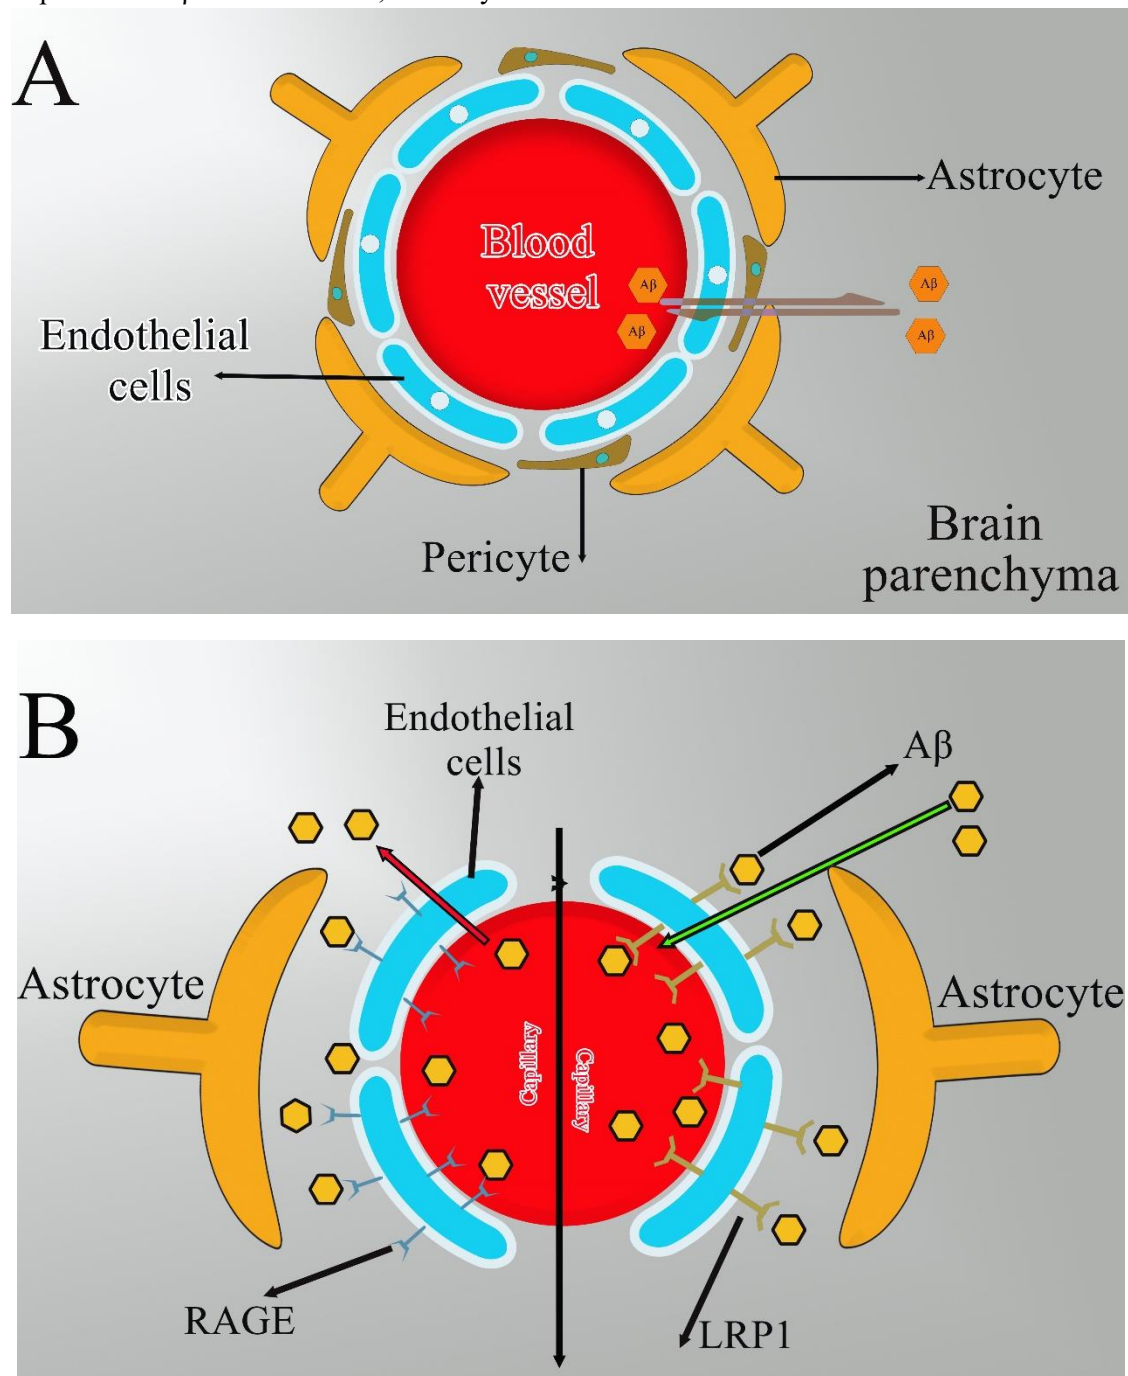 A
Blood
vessel
Astrocyte
Aβ
Aβ
Aβ
Aβ
Endothelial
cells
Pericyte
Brain
parenchyma
B
Endothelial
cells
Aβ
Astrocyte
Astrocyte
Capillary
Capillary
RAGE
LRP1